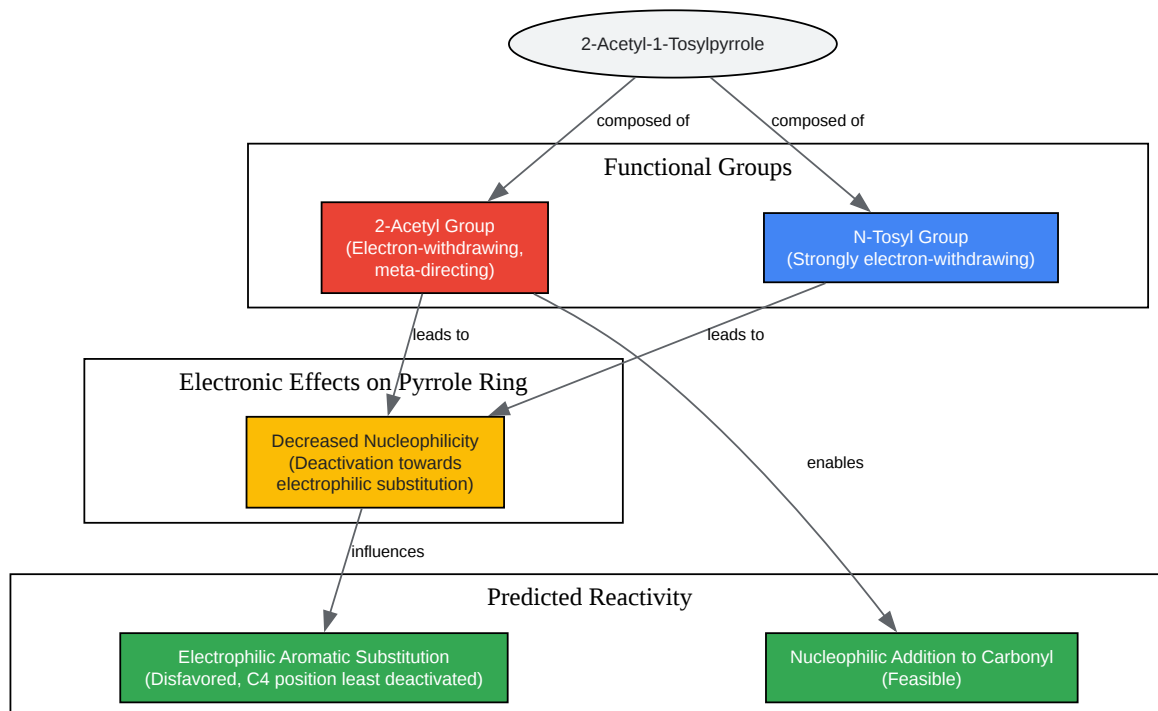 2-Acetyl-1-Tosylpyrrole
composed of
composed of
Functional Groups
2-Acetyl Group
(Electron-withdrawing,
meta-directing)
N-Tosyl Group
(Strongly electron-withdrawing)
leads to
leads to
Electronic Effects on Pyrrole Ring
Decreased Nucleophilicity
(Deactivation towards
electrophilic substitution)
enables
influences
Predicted Reactivity
Electrophilic Aromatic Substitution
(Disfavored, C4 position least deactivated)
Nucleophilic Addition to Carbonyl
(Feasible)